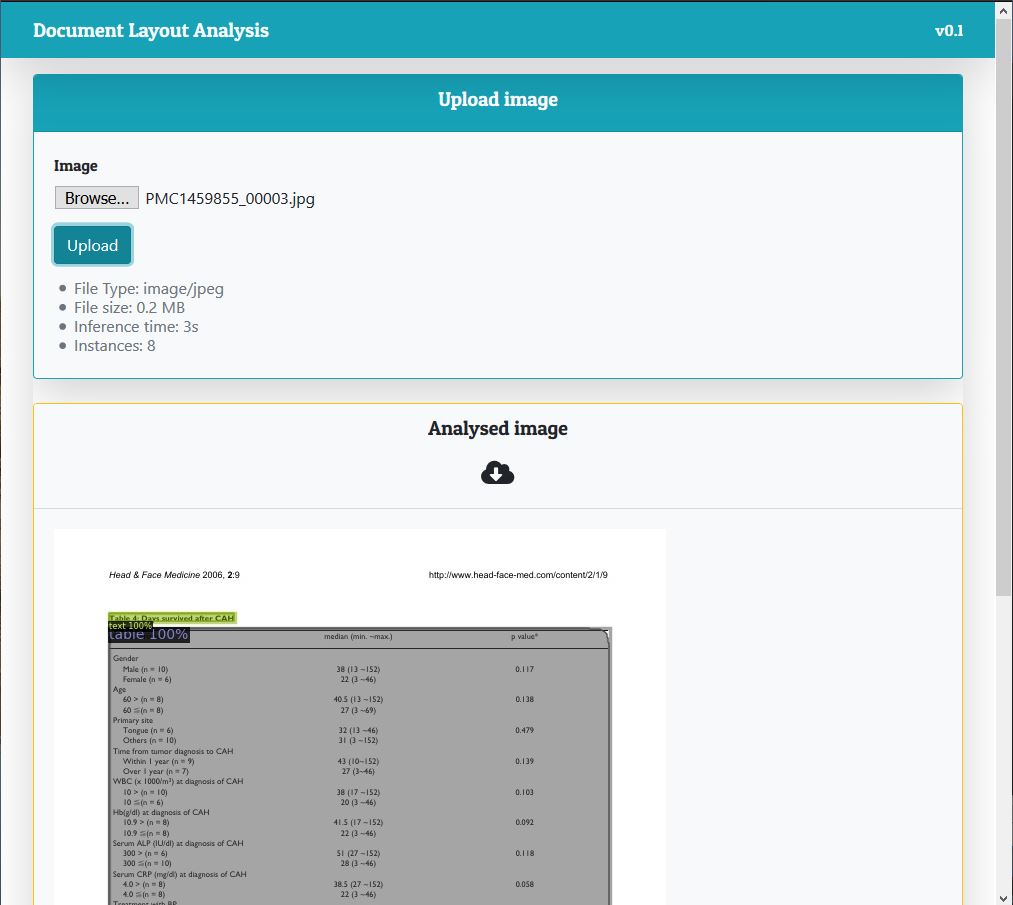 Document Layout Analysis v0.1
Upload image
Image
Browse... PMC1459855_00003.jpg
Upload
File Type: image/jpeg
File size: 0.2 MB
Inference time: 3s
Instances: 8
Analysed image
Head & Face Medicine 2006, 2:9 http://www.head-face-med.com/content/2/1/9
Table 4: Days survived after CAH
text 100%
table 100%
median (min. ~max.) p value*
Gender
Male (n = 10) 38 (13 ~152) 0.117
Female (n = 6) 22 (3 ~46)
Age
60 > (n = 8) 40.5 (13 ~152) 0.138
60 ≦(n = 8) 27 (3 ~69)
Primary site
Tongue (n = 6) 32 (13 ~46) 0.479
Others (n = 10) 31 (3 ~152)
Time from tumor diagnosis to CAH
Within 1 year (n = 9) 43 (10~152) 0.139
Over 1 year (n = 7) 27 (3~46)
WBC (x 1000/m³) at diagnosis of CAH
10 > (n = 10) 38 (17 ~152) 0.103
10 ≦(n = 6) 20 (3 ~46)
Hb(g/dl) at diagnosis of CAH
10.9 > (n = 8) 41.5 (17 ~152) 0.092
10.9 ≦(n = 8) 22 (3 ~46)
Serum ALP (IU/dl) at diagnosis of CAH
300 > (n = 6) 51 (27 ~152) 0.118
300 ≦(n = 10) 28 (3 ~46)
Serum CRP (mg/dl) at diagnosis of CAH
4.0 > (n = 8) 38.5 (27 ~152) 0.058
4.0 ≦(n = 8) 22 (3 ~46)
Treatment with BP